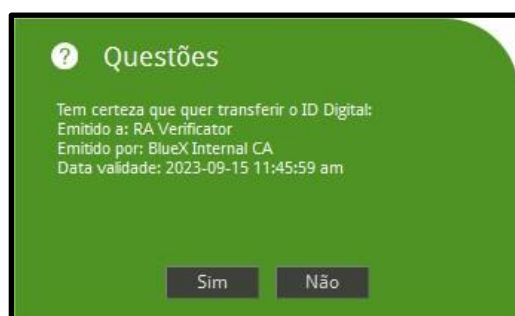 ? Questões
Tem certeza que quer transferir o ID Digital:
Emitido a: RA Verificator
Emitido por: BlueX Internal CA
Data validade: 2023-09-15 11:45:59 am
Sim Não